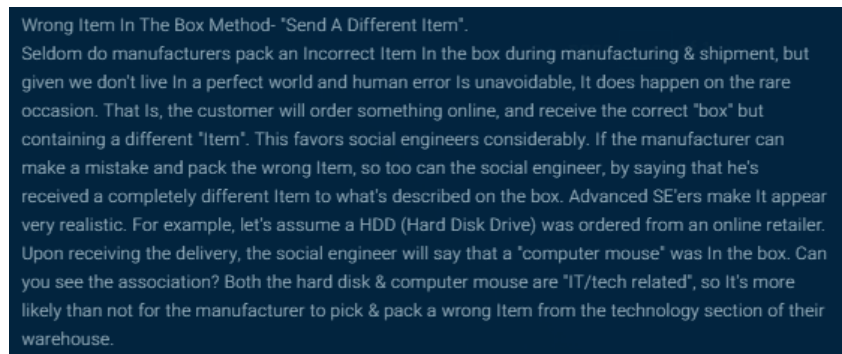 Wrong Item In The Box Method- "Send A Different Item".
Seldom do manufacturers pack an Incorrect Item In the box during manufacturing & shipment, but
given we don't live In a perfect world and human error Is unavoidable, It does happen on the rare
occasion. That Is, the customer will order something online, and receive the correct "box" but
containing a different "Item". This favors social engineers considerably. If the manufacturer can
make a mistake and pack the wrong Item, so too can the social engineer, by saying that he's
received a completely different Item to what's described on the box. Advanced SE'ers make It appear
very realistic. For example, let's assume a HDD (Hard Disk Drive) was ordered from an online retailer.
Upon receiving the delivery, the social engineer will say that a "computer mouse" was In the box. Can
you see the association? Both the hard disk & computer mouse are "IT/tech related", so It's more
likely than not for the manufacturer to pick & pack a wrong Item from the technology section of their
warehouse.